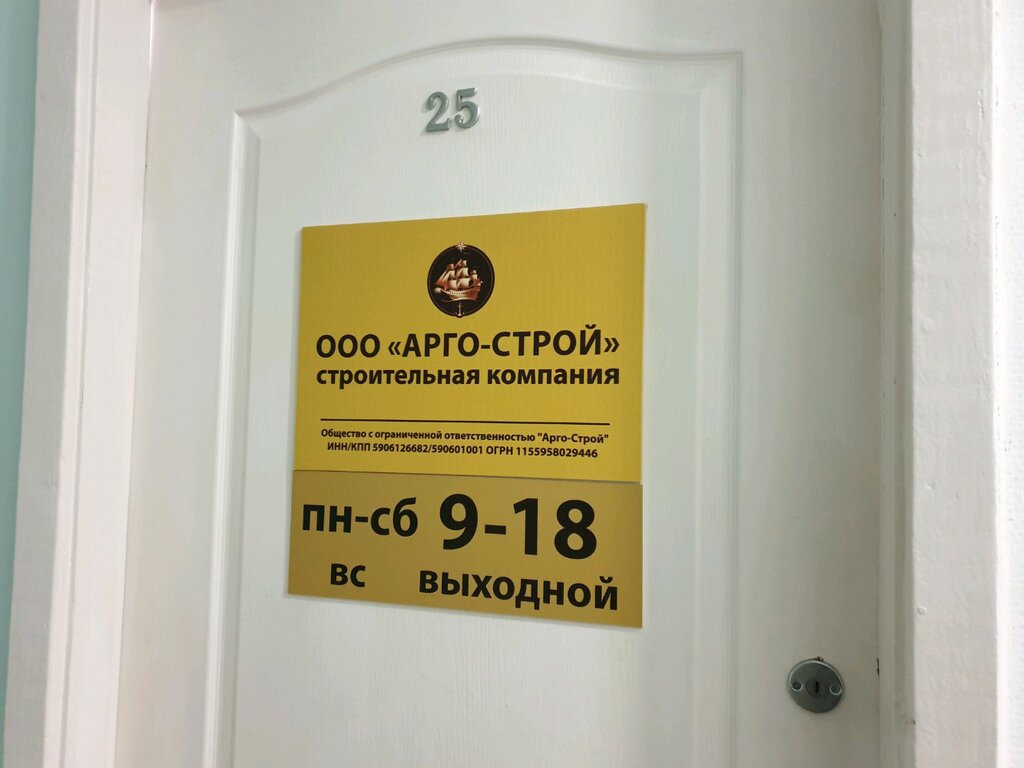 25
ООО «АРГО-СТРОЙ»
строительная компания
Общество с ограниченной ответственностью "Арго-Строй"
ИНН/КПП 5906126682/590601001 ОГРН 1155958029446
пн-сб 9-18
вс выходной